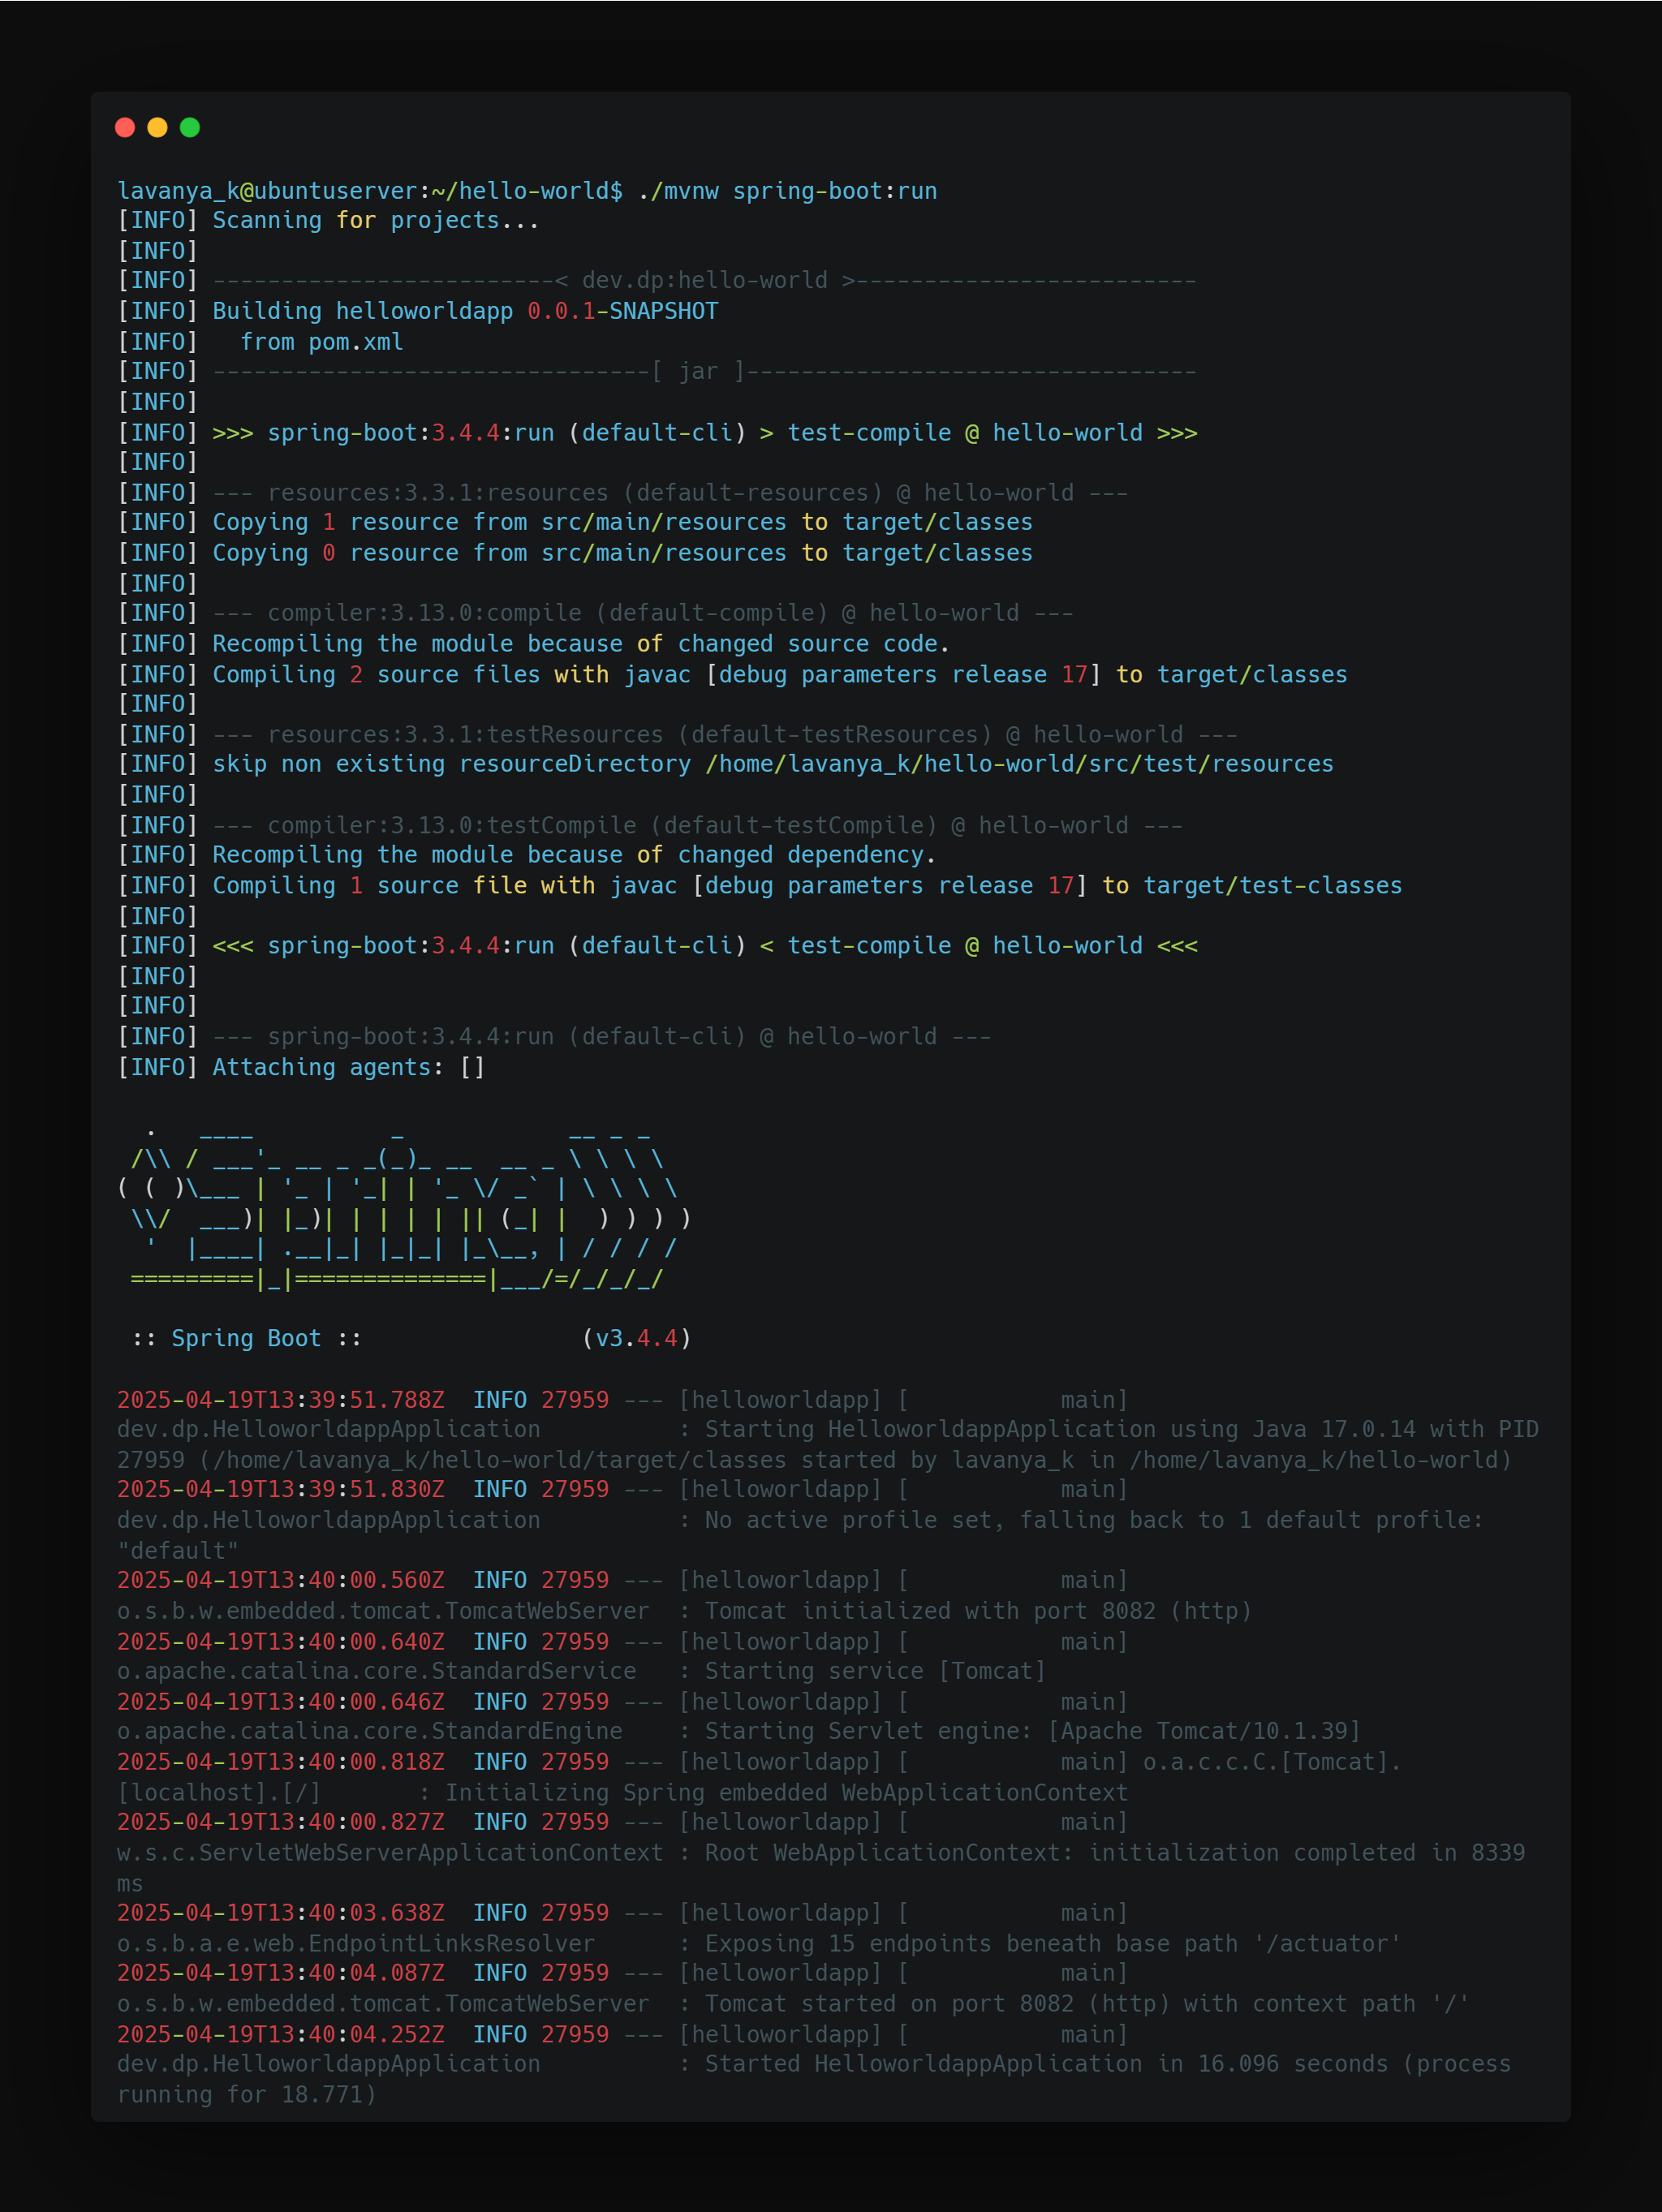 lavanya_k@ubuntuserver:~/hello-world$ ./mvnw spring-boot:run
[INFO] Scanning for projects...
[INFO]
[INFO] -------------------------< dev.dp:hello-world >-------------------------
[INFO] Building helloworldapp 0.0.1-SNAPSHOT
[INFO]   from pom.xml
[INFO] --------------------------------[ jar ]---------------------------------
[INFO]
[INFO] >>> spring-boot:3.4.4:run (default-cli) > test-compile @ hello-world >>>
[INFO]
[INFO] --- resources:3.3.1:resources (default-resources) @ hello-world ---
[INFO] Copying 1 resource from src/main/resources to target/classes
[INFO] Copying 0 resource from src/main/resources to target/classes
[INFO]
[INFO] --- compiler:3.13.0:compile (default-compile) @ hello-world ---
[INFO] Recompiling the module because of changed source code.
[INFO] Compiling 2 source files with javac [debug parameters release 17] to target/classes
[INFO]
[INFO] --- resources:3.3.1:testResources (default-testResources) @ hello-world ---
[INFO] skip non existing resourceDirectory /home/lavanya_k/hello-world/src/test/resources
[INFO]
[INFO] --- compiler:3.13.0:testCompile (default-testCompile) @ hello-world ---
[INFO] Recompiling the module because of changed dependency.
[INFO] Compiling 1 source file with javac [debug parameters release 17] to target/test-classes
[INFO]
[INFO] <<< spring-boot:3.4.4:run (default-cli) < test-compile @ hello-world <<<
[INFO]
[INFO]
[INFO] --- spring-boot:3.4.4:run (default-cli) @ hello-world ---
[INFO] Attaching agents: []

  .   ____          _            __ _ _
 /\\ / ___'_ __ _ _(_)_ __  __ _ \ \ \ \
( ( )\___ | '_ | '_| | '_ \/ _` | \ \ \ \
 \\/  ___)| |_)| | | | | || (_| |  ) ) ) )
  '  |____| .__|_| |_|_| |_\__, | / / / /
 =========|_|==============|___/=/_/_/_/

 :: Spring Boot ::                (v3.4.4)

2025-04-19T13:39:51.788Z  INFO 27959 --- [helloworldapp] [           main]
dev.dp.HelloworldappApplication          : Starting HelloworldappApplication using Java 17.0.14 with PID
27959 (/home/lavanya_k/hello-world/target/classes started by lavanya_k in /home/lavanya_k/hello-world)
2025-04-19T13:39:51.830Z  INFO 27959 --- [helloworldapp] [           main]
dev.dp.HelloworldappApplication          : No active profile set, falling back to 1 default profile:
"default"
2025-04-19T13:40:00.560Z  INFO 27959 --- [helloworldapp] [           main]
o.s.b.w.embedded.tomcat.TomcatWebServer  : Tomcat initialized with port 8082 (http)
2025-04-19T13:40:00.640Z  INFO 27959 --- [helloworldapp] [           main]
o.apache.catalina.core.StandardService   : Starting service [Tomcat]
2025-04-19T13:40:00.646Z  INFO 27959 --- [helloworldapp] [           main]
o.apache.catalina.core.StandardEngine    : Starting Servlet engine: [Apache Tomcat/10.1.39]
2025-04-19T13:40:00.818Z  INFO 27959 --- [helloworldapp] [           main] o.a.c.c.C.[Tomcat].
[localhost].[/]       : Initializing Spring embedded WebApplicationContext
2025-04-19T13:40:00.827Z  INFO 27959 --- [helloworldapp] [           main]
w.s.c.ServletWebServerApplicationContext : Root WebApplicationContext: initialization completed in 8339
ms
2025-04-19T13:40:03.638Z  INFO 27959 --- [helloworldapp] [           main]
o.s.b.a.e.web.EndpointLinksResolver      : Exposing 15 endpoints beneath base path '/actuator'
2025-04-19T13:40:04.087Z  INFO 27959 --- [helloworldapp] [           main]
o.s.b.w.embedded.tomcat.TomcatWebServer  : Tomcat started on port 8082 (http) with context path '/'
2025-04-19T13:40:04.252Z  INFO 27959 --- [helloworldapp] [           main]
dev.dp.HelloworldappApplication          : Started HelloworldappApplication in 16.096 seconds (process
running for 18.771)